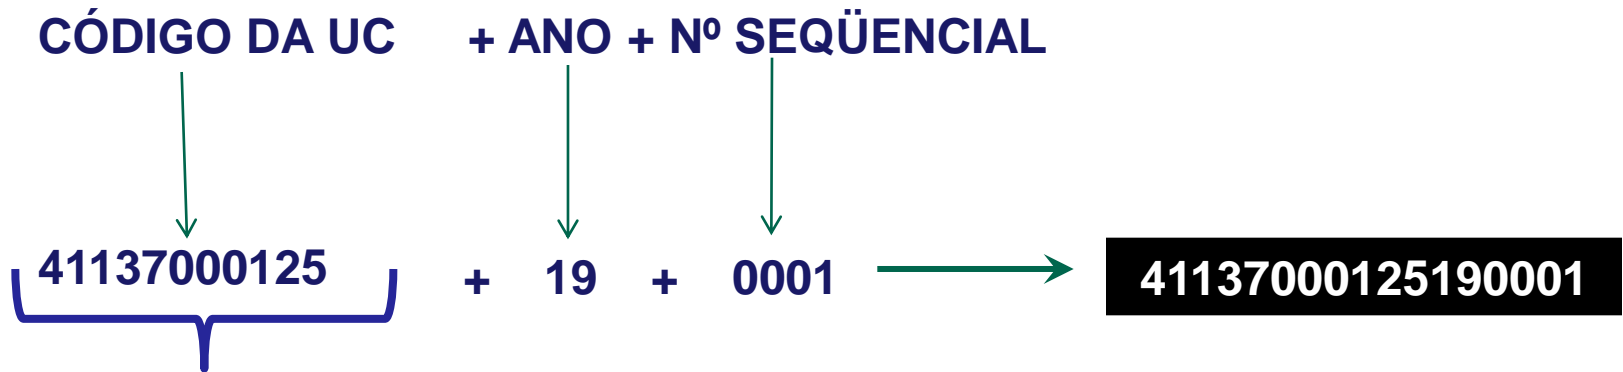 CÓDIGO DA UC + ANO + Nº SEQÜENCIAL
41137000125 + 19 + 0001 41137000125190001